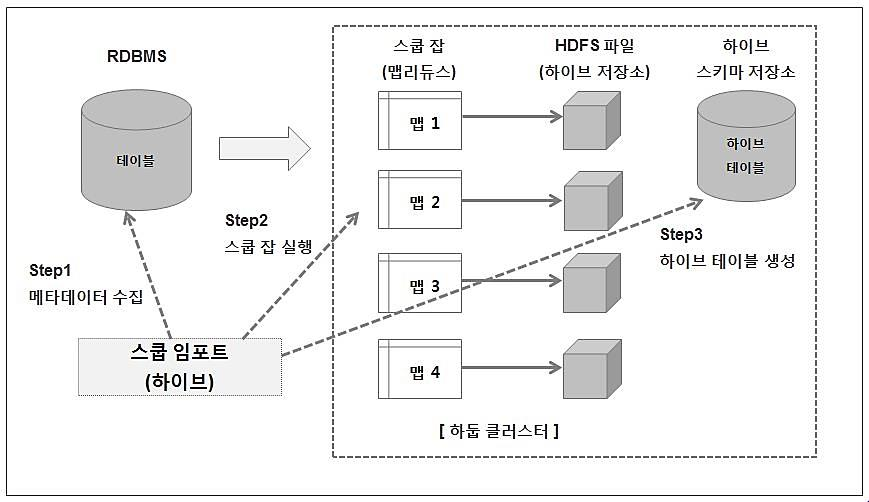 RDBMS
테이블
Step1
메타데이터 수집
스쿱 임포트
(하이브)
Step2
스쿱 잡 실행
스쿱 잡
(맵리듀스)
맵 1
맵 2
맵 3
맵 4
HDFS 파일
(하이브 저장소)
하이브
스키마 저장소
하이브
테이블
Step3
하이브 테이블 생성
[ 하둡 클러스터 ]